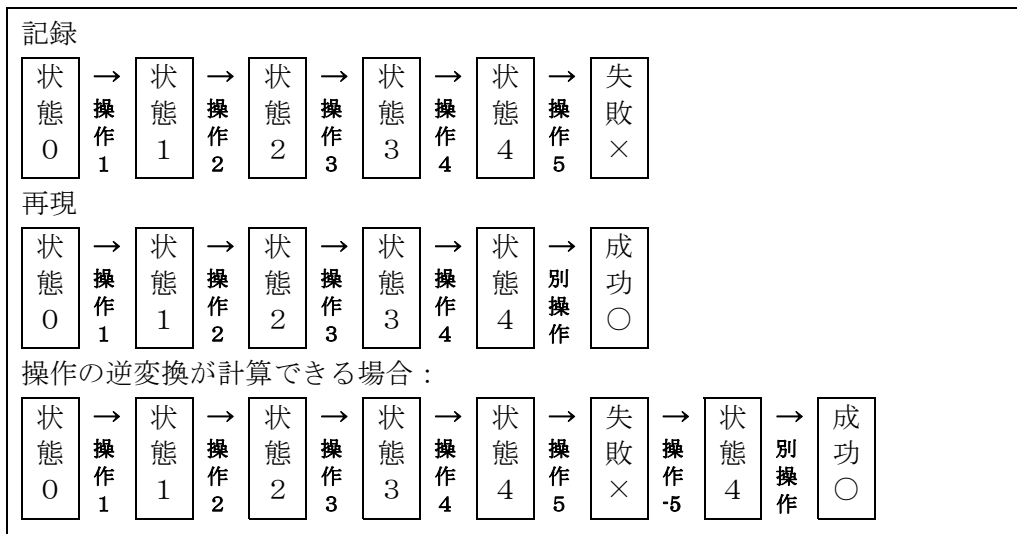 記録
状態0 → 操作1 状態1 → 操作2 状態2 → 操作3 状態3 → 操作4 状態4 → 操作5 失敗×
再現
状態0 → 操作1 状態1 → 操作2 状態2 → 操作3 状態3 → 操作4 状態4 → 別操作 成功○
操作の逆変換が計算できる場合：
状態0 → 操作1 状態1 → 操作2 状態2 → 操作3 状態3 → 操作4 状態4 → 操作5 失敗× → 操作-5 状態4 → 別操作 成功○